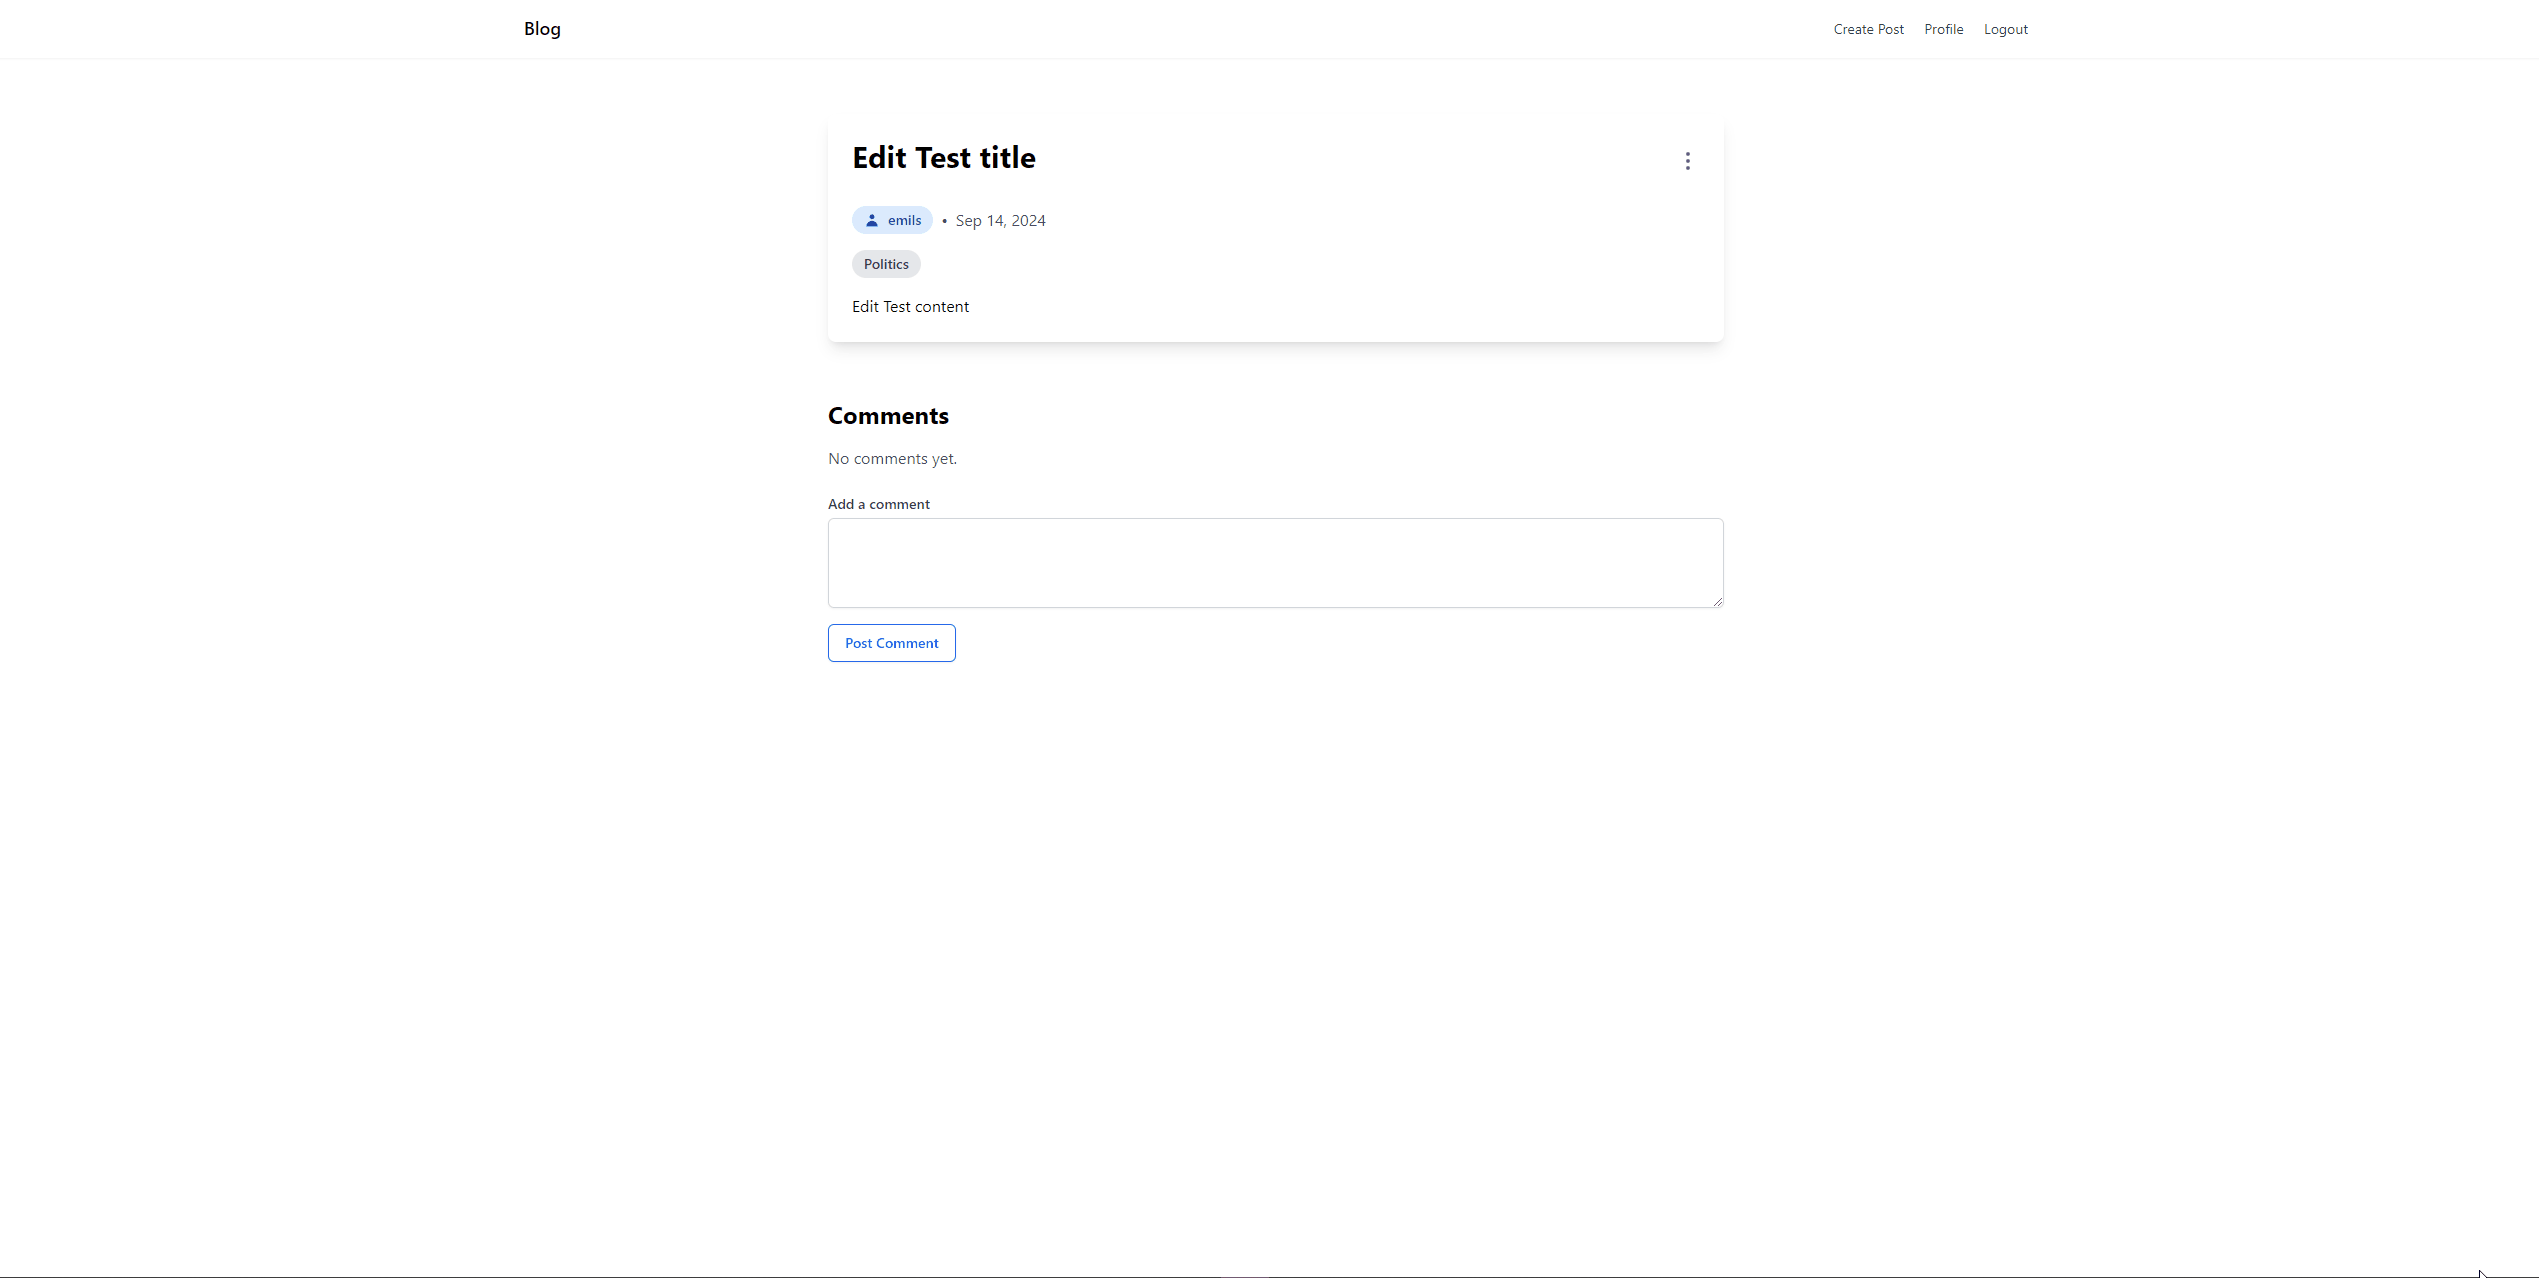 Blog
Create Post Profile Logout
Edit Test title
emils • Sep 14, 2024
Politics
Edit Test content
Comments
No comments yet.
Add a comment
Post Comment